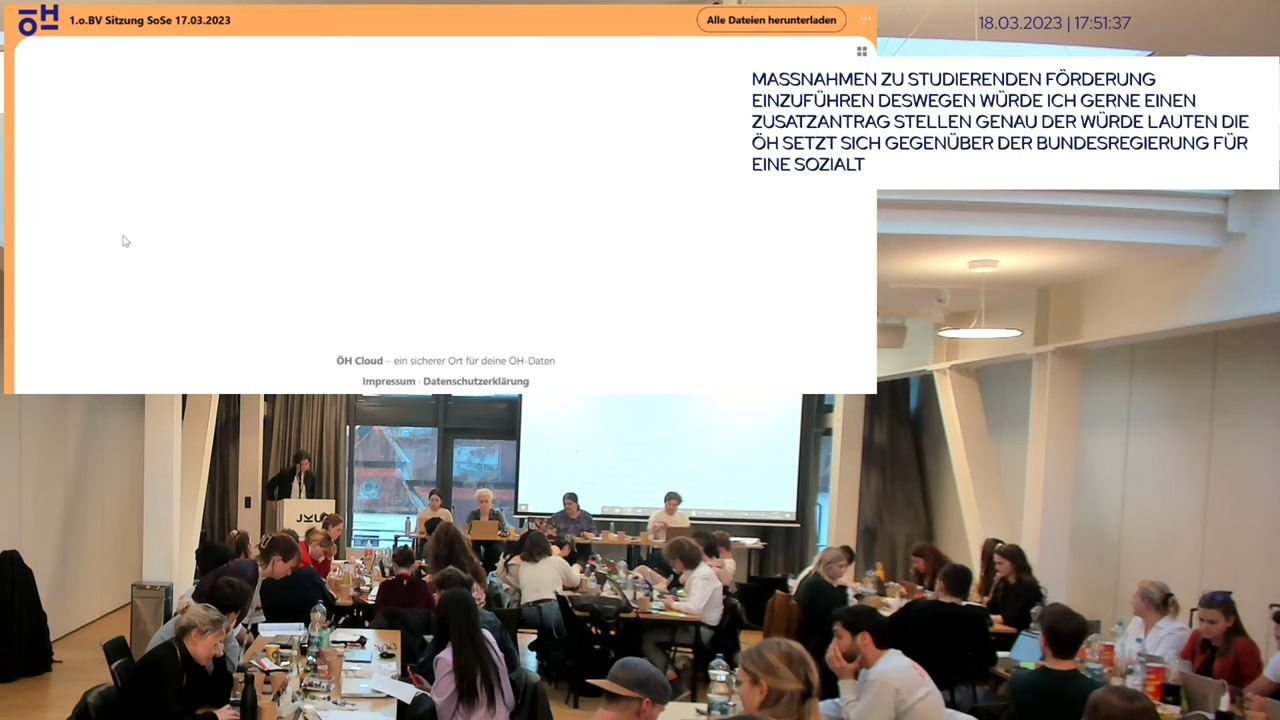 ÖH
1.o.BV Sitzung SoSe 17.03.2023
Alle Dateien herunterladen
18.03.2023 | 17:51:37
MASSNAHMEN ZU STUDIERENDEN FÖRDERUNG
EINZUFÜHREN DESWEGEN WÜRDE ICH GERNE EINEN
ZUSATZANTRAG STELLEN GENAU DER WÜRDE LAUTEN DIE
ÖH SETZT SICH GEGENÜBER DER BUNDESREGIERUNG FÜR
EINE SOZIALT
ÖH Cloud – ein sicherer Ort für deine ÖH-Daten
Impressum · Datenschutzerklärung
JKU